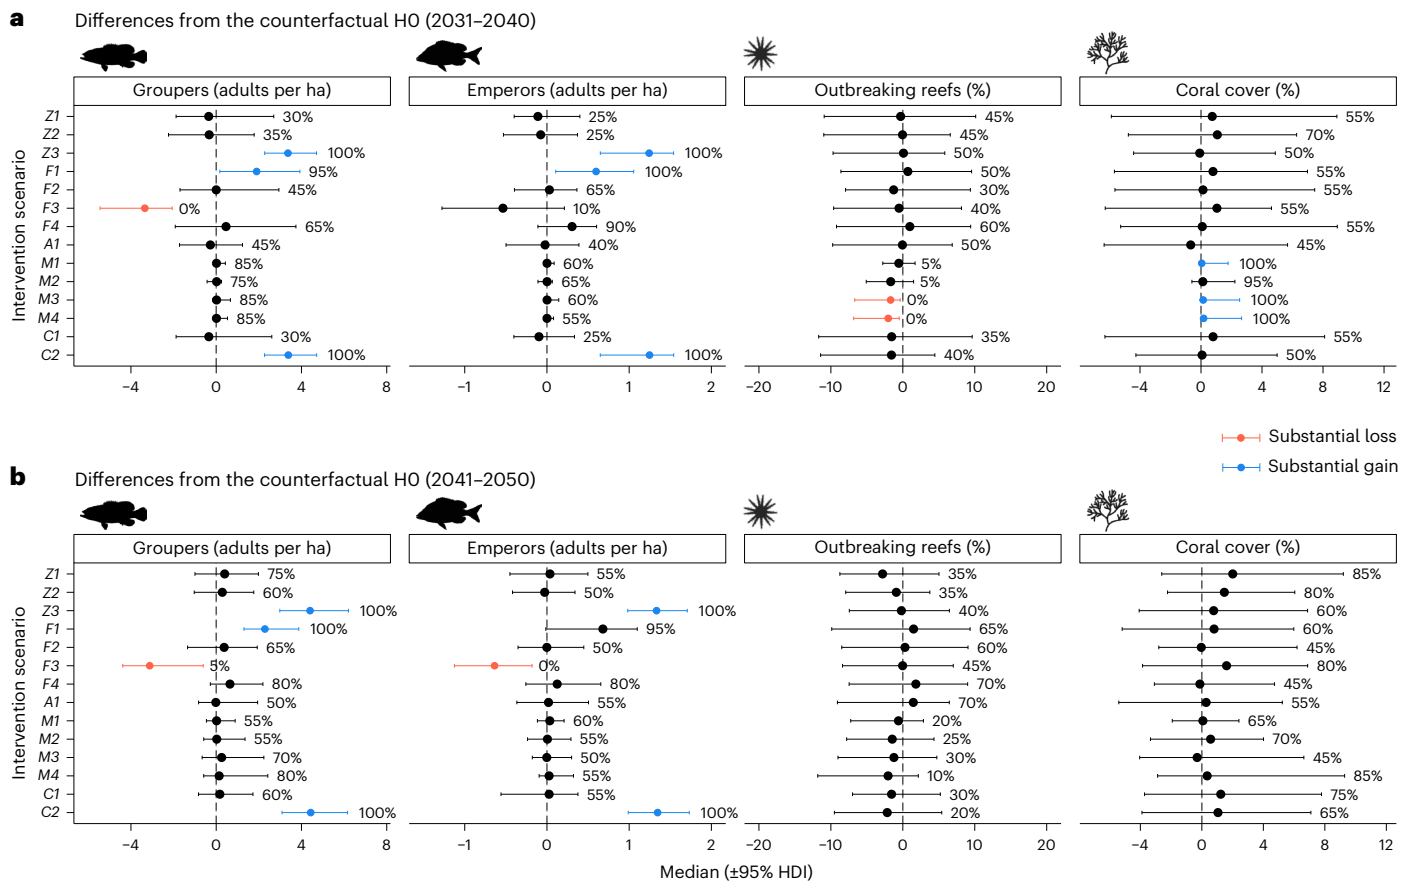 a Differences from the counterfactual H0 (2031–2040)
Groupers (adults per ha) Emperors (adults per ha) Outbreaking reefs (%) Coral cover (%)
Intervention scenario
Z1 30% 25% 45% 55%
Z2 35% 25% 45% 70%
Z3 100% 100% 50% 50%
F1 95% 100% 50% 55%
F2 45% 65% 30% 55%
F3 0% 10% 40% 55%
F4 65% 90% 60% 55%
A1 45% 40% 50% 45%
M1 85% 60% 5% 100%
M2 75% 65% 5% 95%
M3 85% 60% 0% 100%
M4 85% 55% 0% 100%
C1 30% 25% 35% 55%
C2 100% 100% 40% 50%
−4 0 4 8 −1 0 1 2 −20 −10 0 10 20 −4 0 4 8 12
Substantial loss
Substantial gain
b Differences from the counterfactual H0 (2041–2050)
Groupers (adults per ha) Emperors (adults per ha) Outbreaking reefs (%) Coral cover (%)
Intervention scenario
Z1 75% 55% 35% 85%
Z2 60% 50% 35% 80%
Z3 100% 100% 40% 60%
F1 100% 95% 65% 60%
F2 65% 50% 60% 45%
F3 5% 0% 45% 80%
F4 80% 80% 70% 45%
A1 50% 55% 70% 55%
M1 55% 60% 20% 65%
M2 55% 55% 25% 70%
M3 70% 50% 30% 45%
M4 80% 55% 10% 85%
C1 60% 55% 30% 75%
C2 100% 100% 20% 65%
−4 0 4 8 −1 0 1 2 −20 −10 0 10 20 −4 0 4 8 12
Median (±95% HDI)